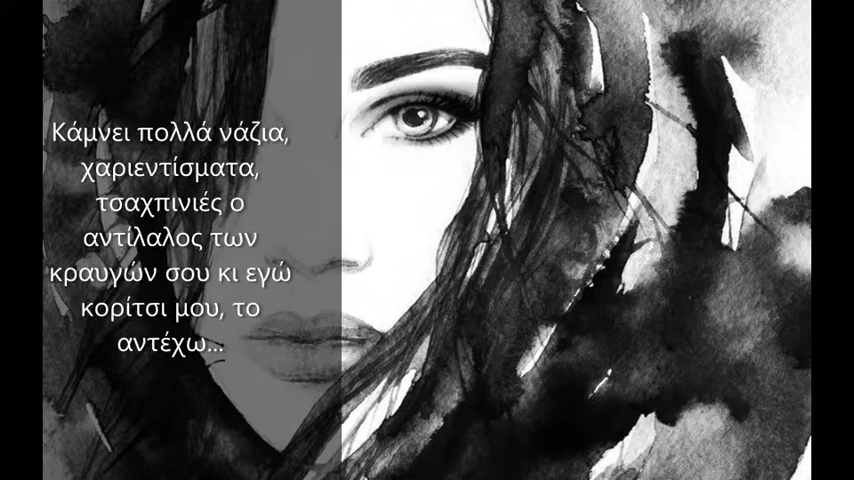 Κάμνει πολλά νάζια,
χαριεντίσματα,
τσαχπινιές ο
αντίλαλος των
κραυγών σου κι εγώ
κορίτσι μου, το
αντέχω...